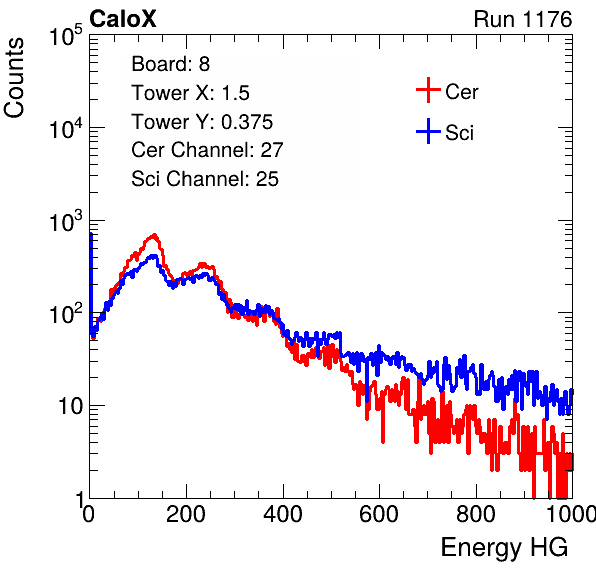 CaloX Run 1176
Counts
10^5
10^4
10^3
10^2
10
1
Board: 8
Tower X: 1.5
Tower Y: 0.375
Cer Channel: 27
Sci Channel: 25
Cer
Sci
0 200 400 600 800 1000
Energy HG